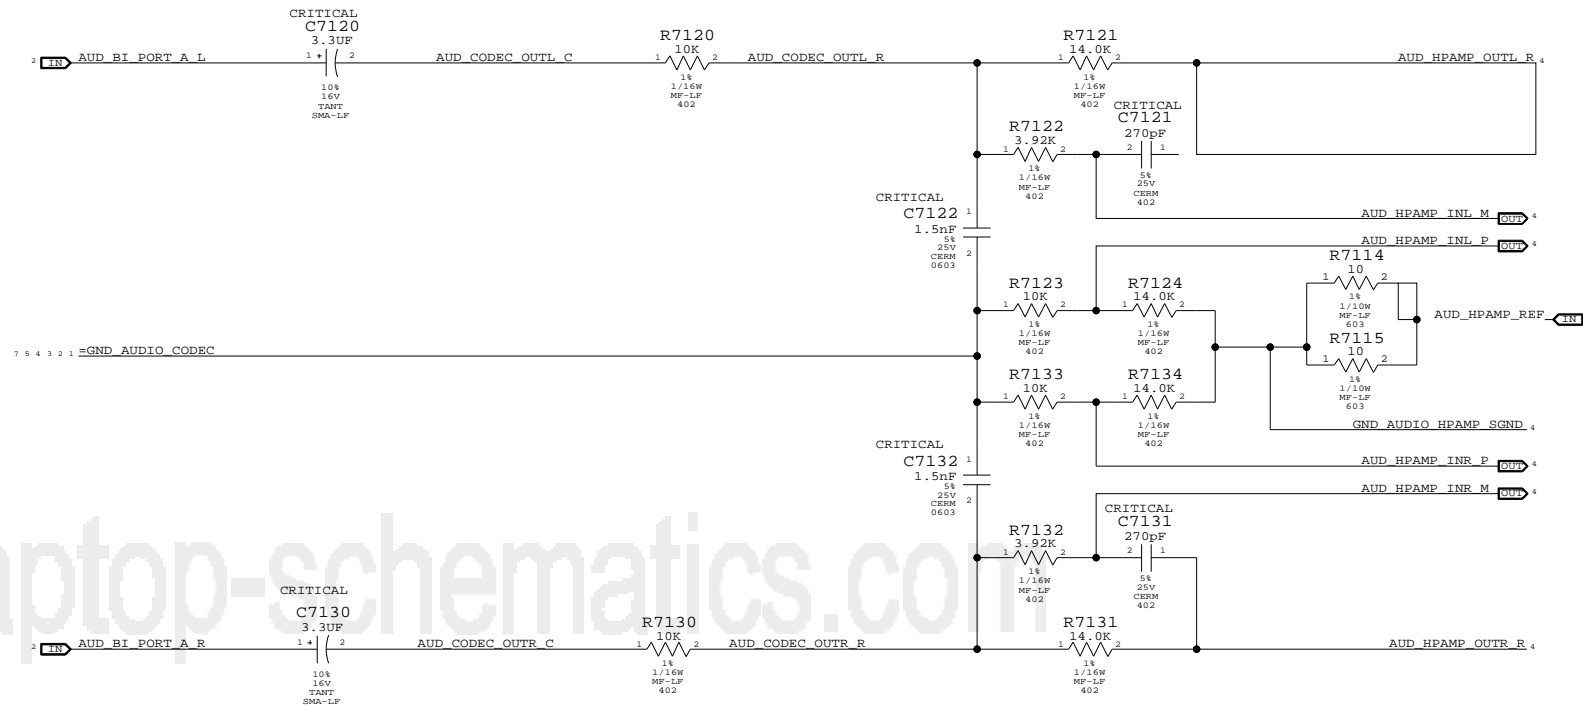 CRITICAL
C7120
3.3UF
1 + 2
10%
16V
TANT
SMA-LF
2 IN AUD_BI_PORT_A_L
AUD_CODEC_OUTL_C
R7120
10K
1 2
1%
1/16W
MF-LF
402
AUD_CODEC_OUTL_R
R7121
14.0K
1 2
1%
1/16W
MF-LF
402
AUD_HPAMP_OUTL_R 4
R7122
3.92K
1 2
1%
1/16W
MF-LF
402
CRITICAL
C7121
270pF
2 1
5%
25V
CERM
402
CRITICAL
C7122 1
1.5nF
5%
25V
CERM 2
0603
AUD_HPAMP_INL_M OUT 4
AUD_HPAMP_INL_P OUT 4
R7123
10K
1 2
1%
1/16W
MF-LF
402
R7124
14.0K
1 2
1%
1/16W
MF-LF
402
R7114
10
1 2
1%
1/10W
MF-LF
603
AUD_HPAMP_REF IN
R7115
10
1 2
1%
1/10W
MF-LF
603
7 5 4 3 2 1 =GND_AUDIO_CODEC
R7133
10K
1 2
1%
1/16W
MF-LF
402
R7134
14.0K
1 2
1%
1/16W
MF-LF
402
GND_AUDIO_HPAMP_SGND 4
CRITICAL
C7132 1
1.5nF
5%
25V
CERM 2
0603
AUD_HPAMP_INR_P OUT 4
AUD_HPAMP_INR_M OUT 4
R7132
3.92K
1 2
1%
1/16W
MF-LF
402
CRITICAL
C7131
270pF
2 1
5%
25V
CERM
402
aptop-schematics.com
CRITICAL
C7130
3.3UF
1 + 2
10%
16V
TANT
SMA-LF
2 IN AUD_BI_PORT_A_R
AUD_CODEC_OUTR_C
R7130
10K
1 2
1%
1/16W
MF-LF
402
AUD_CODEC_OUTR_R
R7131
14.0K
1 2
1%
1/16W
MF-LF
402
AUD_HPAMP_OUTR_R 4